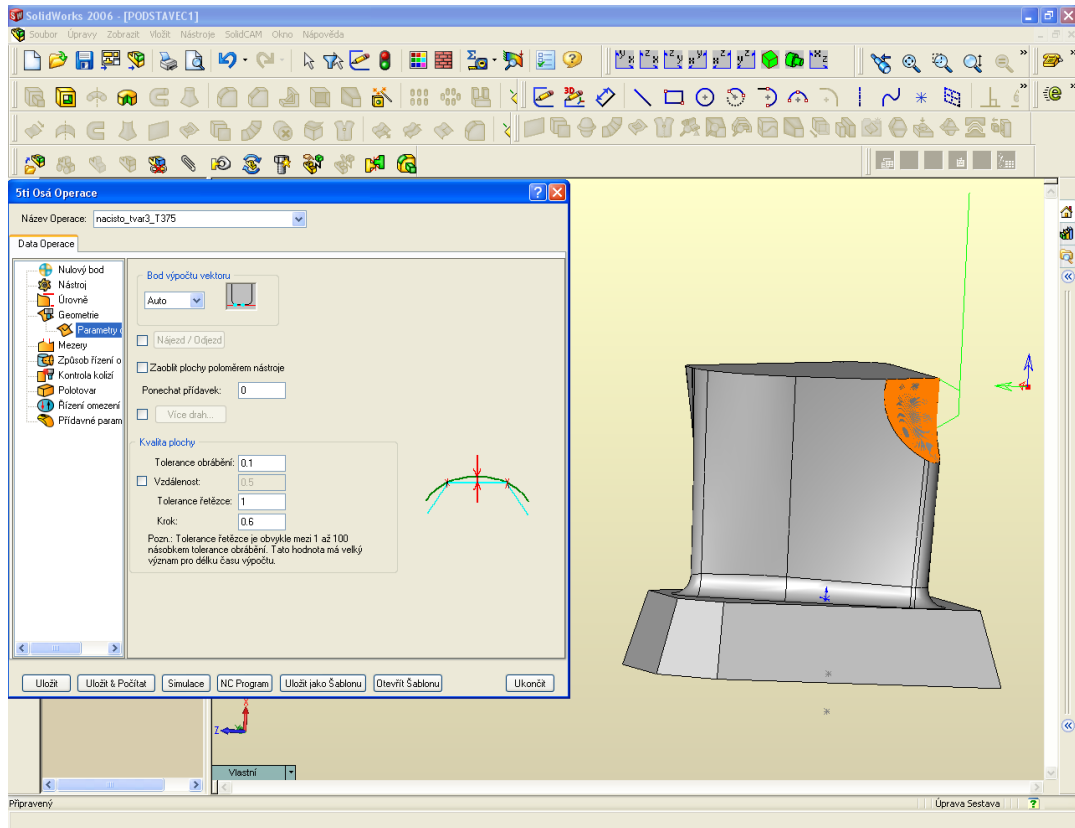 SolidWorks 2006 - [PODSTAVEC1]
Soubor Úpravy Zobrazit Vložit Nástroje SolidCAM Okno Nápověda
5ti Osá Operace
Název Operace: nacisto_tvar3_T375
Data Operace
Nulový bod
Nástroj
Úrovně
Geometrie
Parametry
Mezery
Způsob řízení o
Kontrola kolizí
Polotovar
Řízení omezení
Přídavné param
Bod výpočtu vektoru
Auto
Nájezd / Odjezd
Zaoblit plochy poloměrem nástroje
Ponechat přídavek: 0
Více drah...
Kvalita plochy
Tolerance obrábění: 0.1
Vzdálenost: 0.5
Tolerance řetězce: 1
Krok: 0.6
Pozn.: Tolerance řetězce je obvykle mezi 1 až 100
násobkem tolerance obrábění. Tato hodnota má velký
význam pro délku času výpočtu.
Uložit Uložit & Počítat Simulace NC Program Uložit jako Šablonu Otevřít Šablonu Ukončit
X
Z
Vlastní
Připravený Úprava Sestava